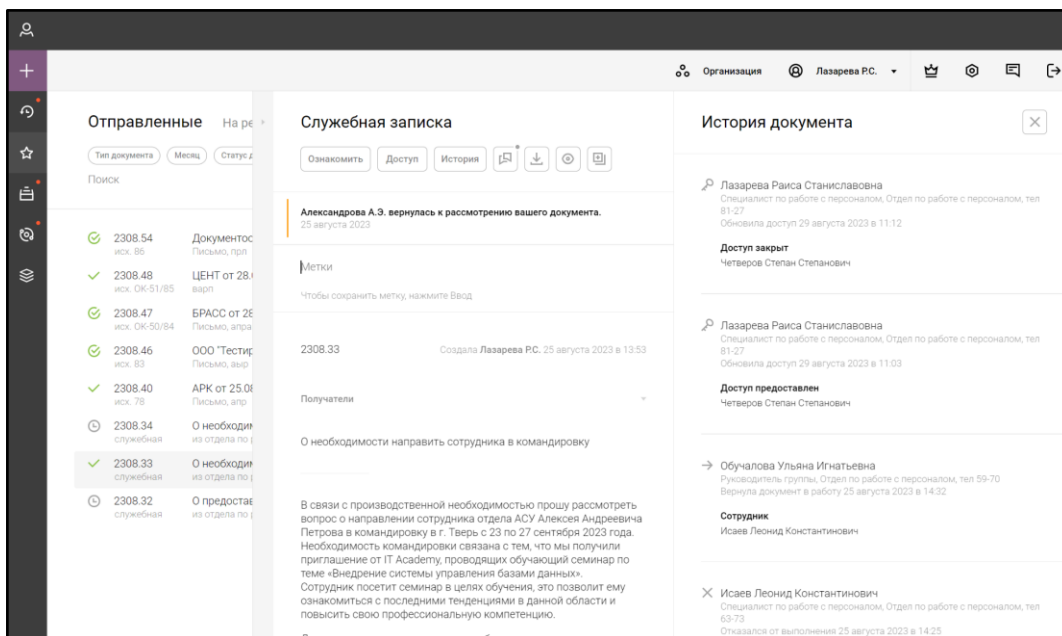 Организация
Лазарева Р.С.
Отправленные На ре
Тип документа Месяц Статус д
Поиск
2308.54 Документос
исх. 86 Письмо, прл
2308.48 ЦЕНТ от 28.
исх. ОК-51/85 варп
2308.47 БРАСС от 28
исх. ОК-50/84 Письмо, апра
2308.46 ООО "Тестир
исх. 83 Письмо, аыр
2308.40 АРК от 25.08
исх. 78 Письмо, апр
2308.34 О необходим
служебная из отдела по р
2308.33 О необходим
служебная из отдела по р
2308.32 О предостав
служебная из отдела по р
Служебная записка
Ознакомить Доступ История
Александрова А.Э. вернулась к рассмотрению вашего документа.
25 августа 2023
Метки
Чтобы сохранить метку, нажмите Ввод
2308.33 Создала Лазарева Р.С. 25 августа 2023 в 13:53
Получатели
О необходимости направить сотрудника в командировку
В связи с производственной необходимостью прошу рассмотреть
вопрос о направлении сотрудника отдела АСУ Алексея Андреевича
Петрова в командировку в г. Тверь с 23 по 27 сентября 2023 года.
Необходимость командировки связана с тем, что мы получили
приглашение от IT Academy, проводящих обучающий семинар по
теме «Внедрение системы управления базами данных».
Сотрудник посетит семинар в целях обучения, это позволит ему
ознакомиться с последними тенденциями в данной области и
повысить свою профессиональную компетенцию.
История документа
Лазарева Раиса Станиславовна
Специалист по работе с персоналом, Отдел по работе с персоналом, тел
81-27
Обновила доступ 29 августа 2023 в 11:12
Доступ закрыт
Четверов Степан Степанович
Лазарева Раиса Станиславовна
Специалист по работе с персоналом, Отдел по работе с персоналом, тел
81-27
Обновила доступ 29 августа 2023 в 11:03
Доступ предоставлен
Четверов Степан Степанович
Обучалова Ульяна Игнатьевна
Руководитель группы, Отдел по работе с персоналом, тел 59-70
Вернула документ в работу 25 августа 2023 в 14:32
Сотрудник
Исаев Леонид Константинович
Исаев Леонид Константинович
Специалист по работе с персоналом, Отдел по работе с персоналом, тел
63-73
Отказался от выполнения 25 августа 2023 в 14:25